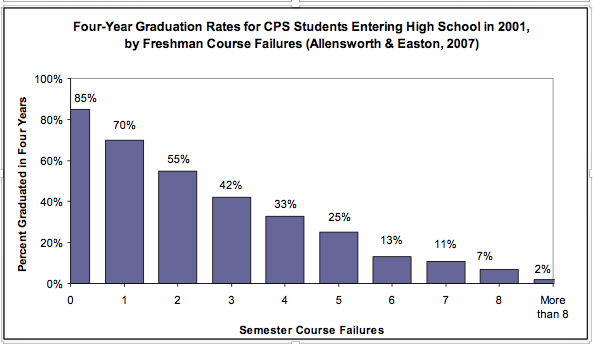 Four-Year Graduation Rates for CPS Students Entering High School in 2001,
by Freshman Course Failures (Allensworth & Easton, 2007)
Percent Graduated in Four Years
100%
80%
60%
40%
20%
0%
85%
70%
55%
42%
33%
25%
13%
11%
7%
2%
0 1 2 3 4 5 6 7 8 More
than 8
Semester Course Failures